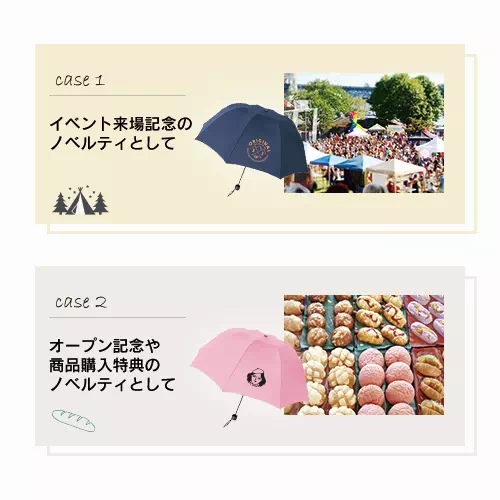 case 1
イベント来場記念の
ノベルティとして
ORIGINAL
case 2
オープン記念や
商品購入特典の
ノベルティとして